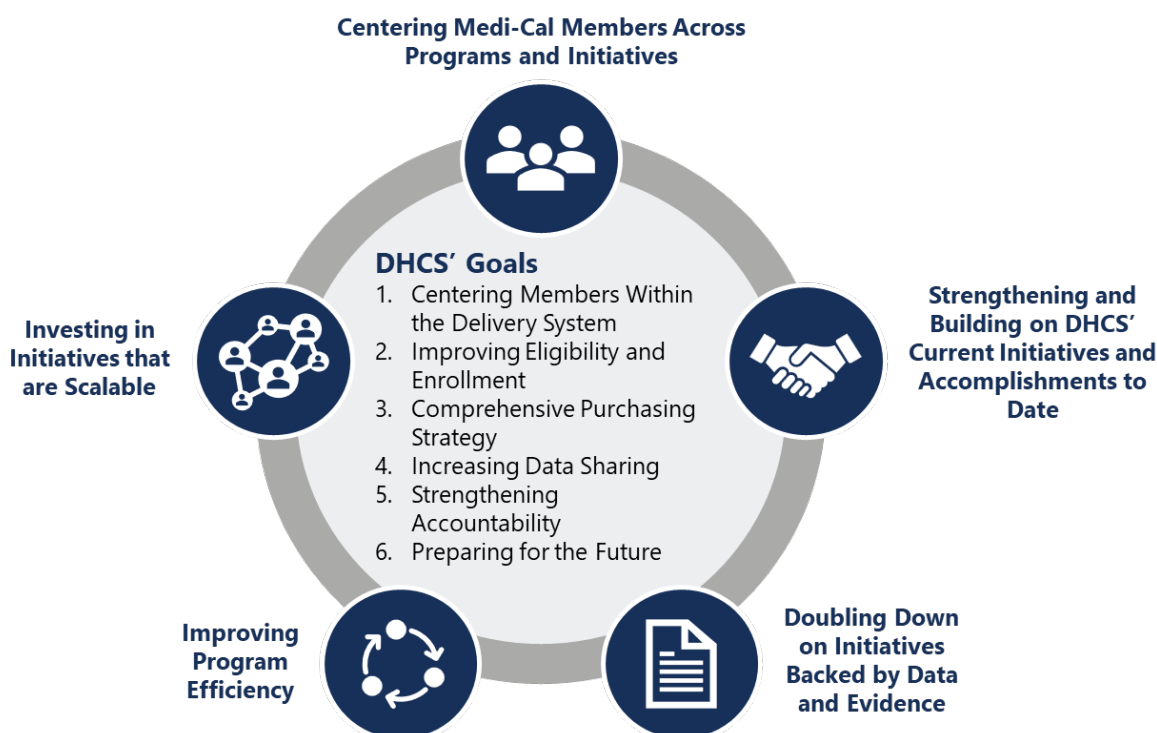 Centering Medi-Cal Members Across
Programs and Initiatives
DHCS’ Goals
1. Centering Members Within
the Delivery System
2. Improving Eligibility and
Enrollment
3. Comprehensive Purchasing
Strategy
4. Increasing Data Sharing
5. Strengthening
Accountability
6. Preparing for the Future
Strengthening and
Building on DHCS’
Current Initiatives and
Accomplishments to
Date
Doubling Down
on Initiatives
Backed by Data
and Evidence
Improving
Program
Efficiency
Investing in
Initiatives that
are Scalable